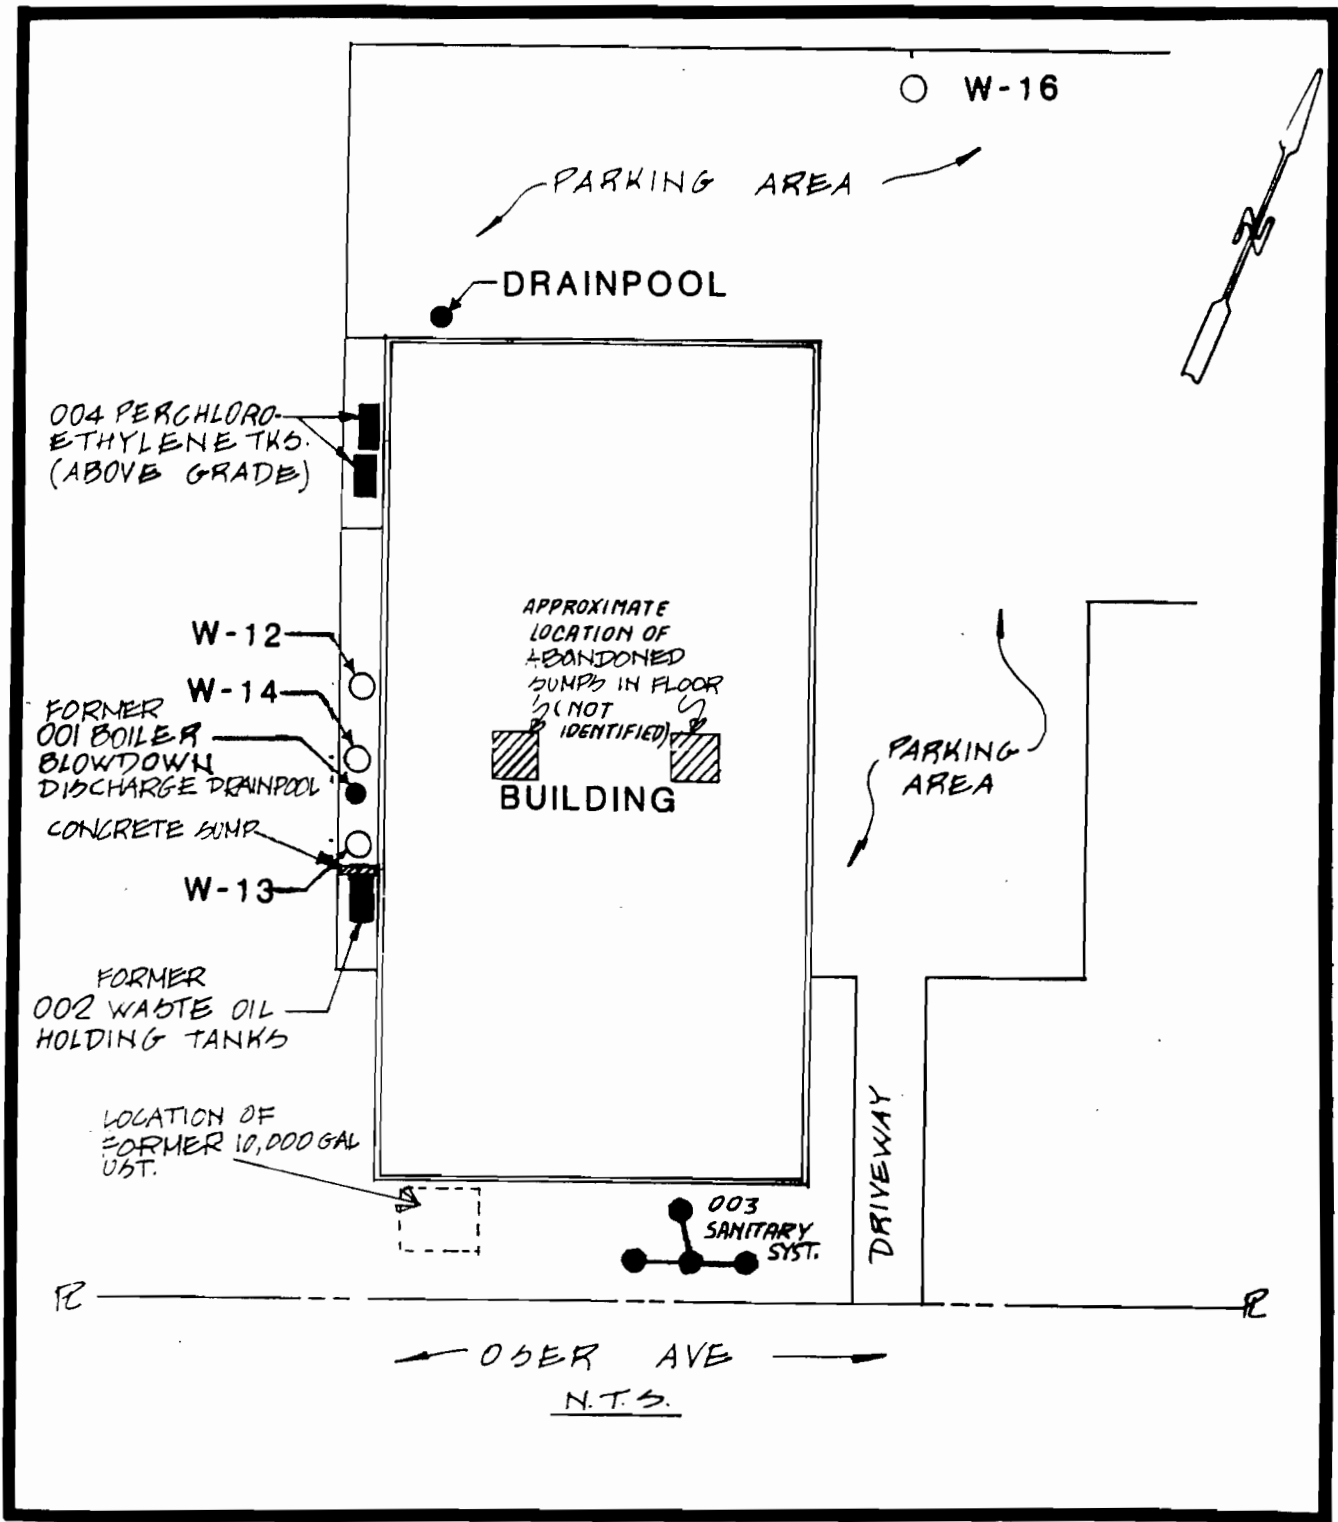 W-16
PARKING AREA
DRAINPOOL
N
004 PERCHLORO-
ETHYLENE TKS.
(ABOVE GRADE)
APPROXIMATE
LOCATION OF
ABANDONED
SUMPS IN FLOOR
(NOT
IDENTIFIED)
W-12
W-14
FORMER
001 BOILER
BLOWDOWN
DISCHARGE DRAINPOOL
CONCRETE SUMP
W-13
BUILDING
PARKING
AREA
FORMER
002 WASTE OIL
HOLDING TANKS
LOCATION OF
FORMER 10,000 GAL
UST.
003
SANITARY
SYST.
DRIVEWAY
PL
PL
OSER AVE
N.T.S.